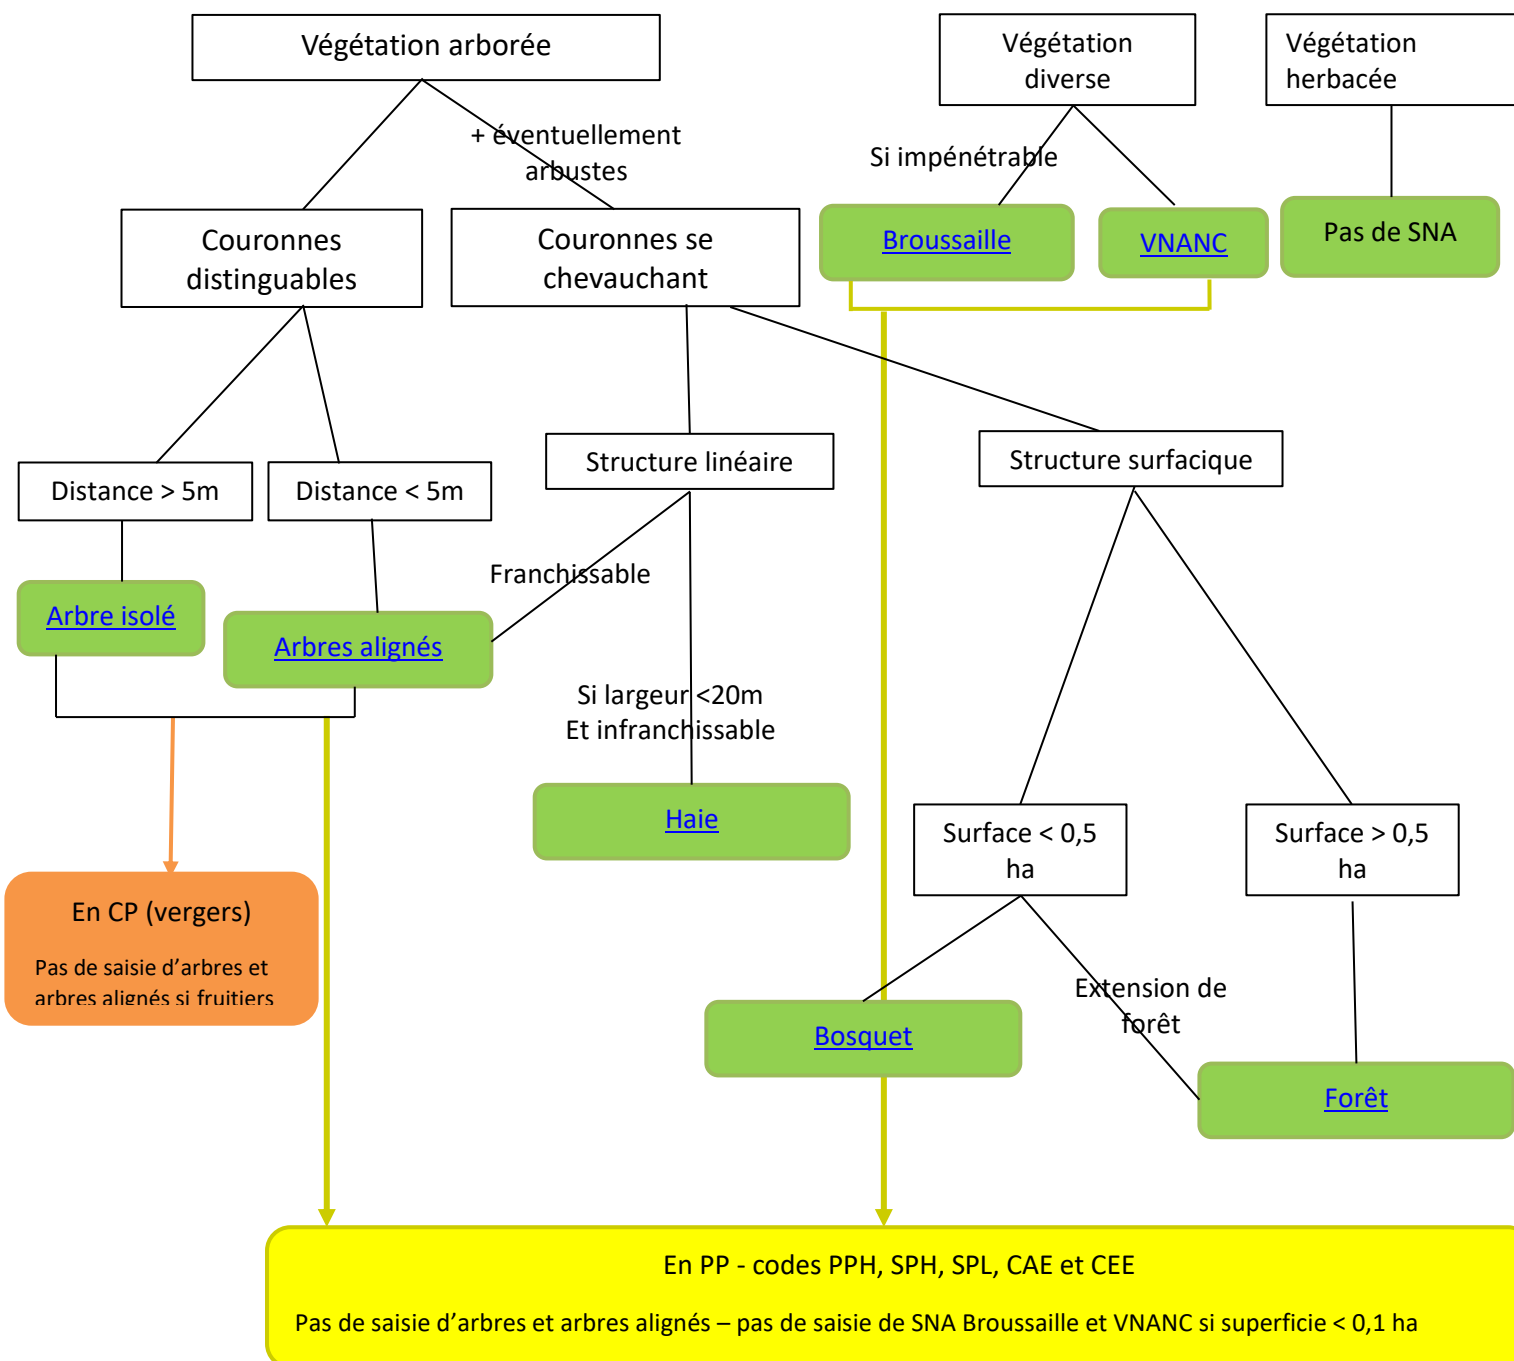 Végétation arborée
Végétation
diverse
Végétation
herbacée
+ éventuellement
arbustes
Si impénétrable
Couronnes
distinguables
Couronnes se
chevauchant
Broussaille
VNANC
Pas de SNA
Distance > 5m
Distance < 5m
Structure linéaire
Structure surfacique
Franchissable
Arbre isolé
Arbres alignés
Si largeur <20m
Et infranchissable
Haie
Surface < 0,5
ha
Surface > 0,5
ha
En CP (vergers)
Pas de saisie d’arbres et
arbres alignés si fruitiers
Extension de
forêt
Bosquet
Forêt
En PP - codes PPH, SPH, SPL, CAE et CEE
Pas de saisie d’arbres et arbres alignés – pas de saisie de SNA Broussaille et VNANC si superficie < 0,1 ha